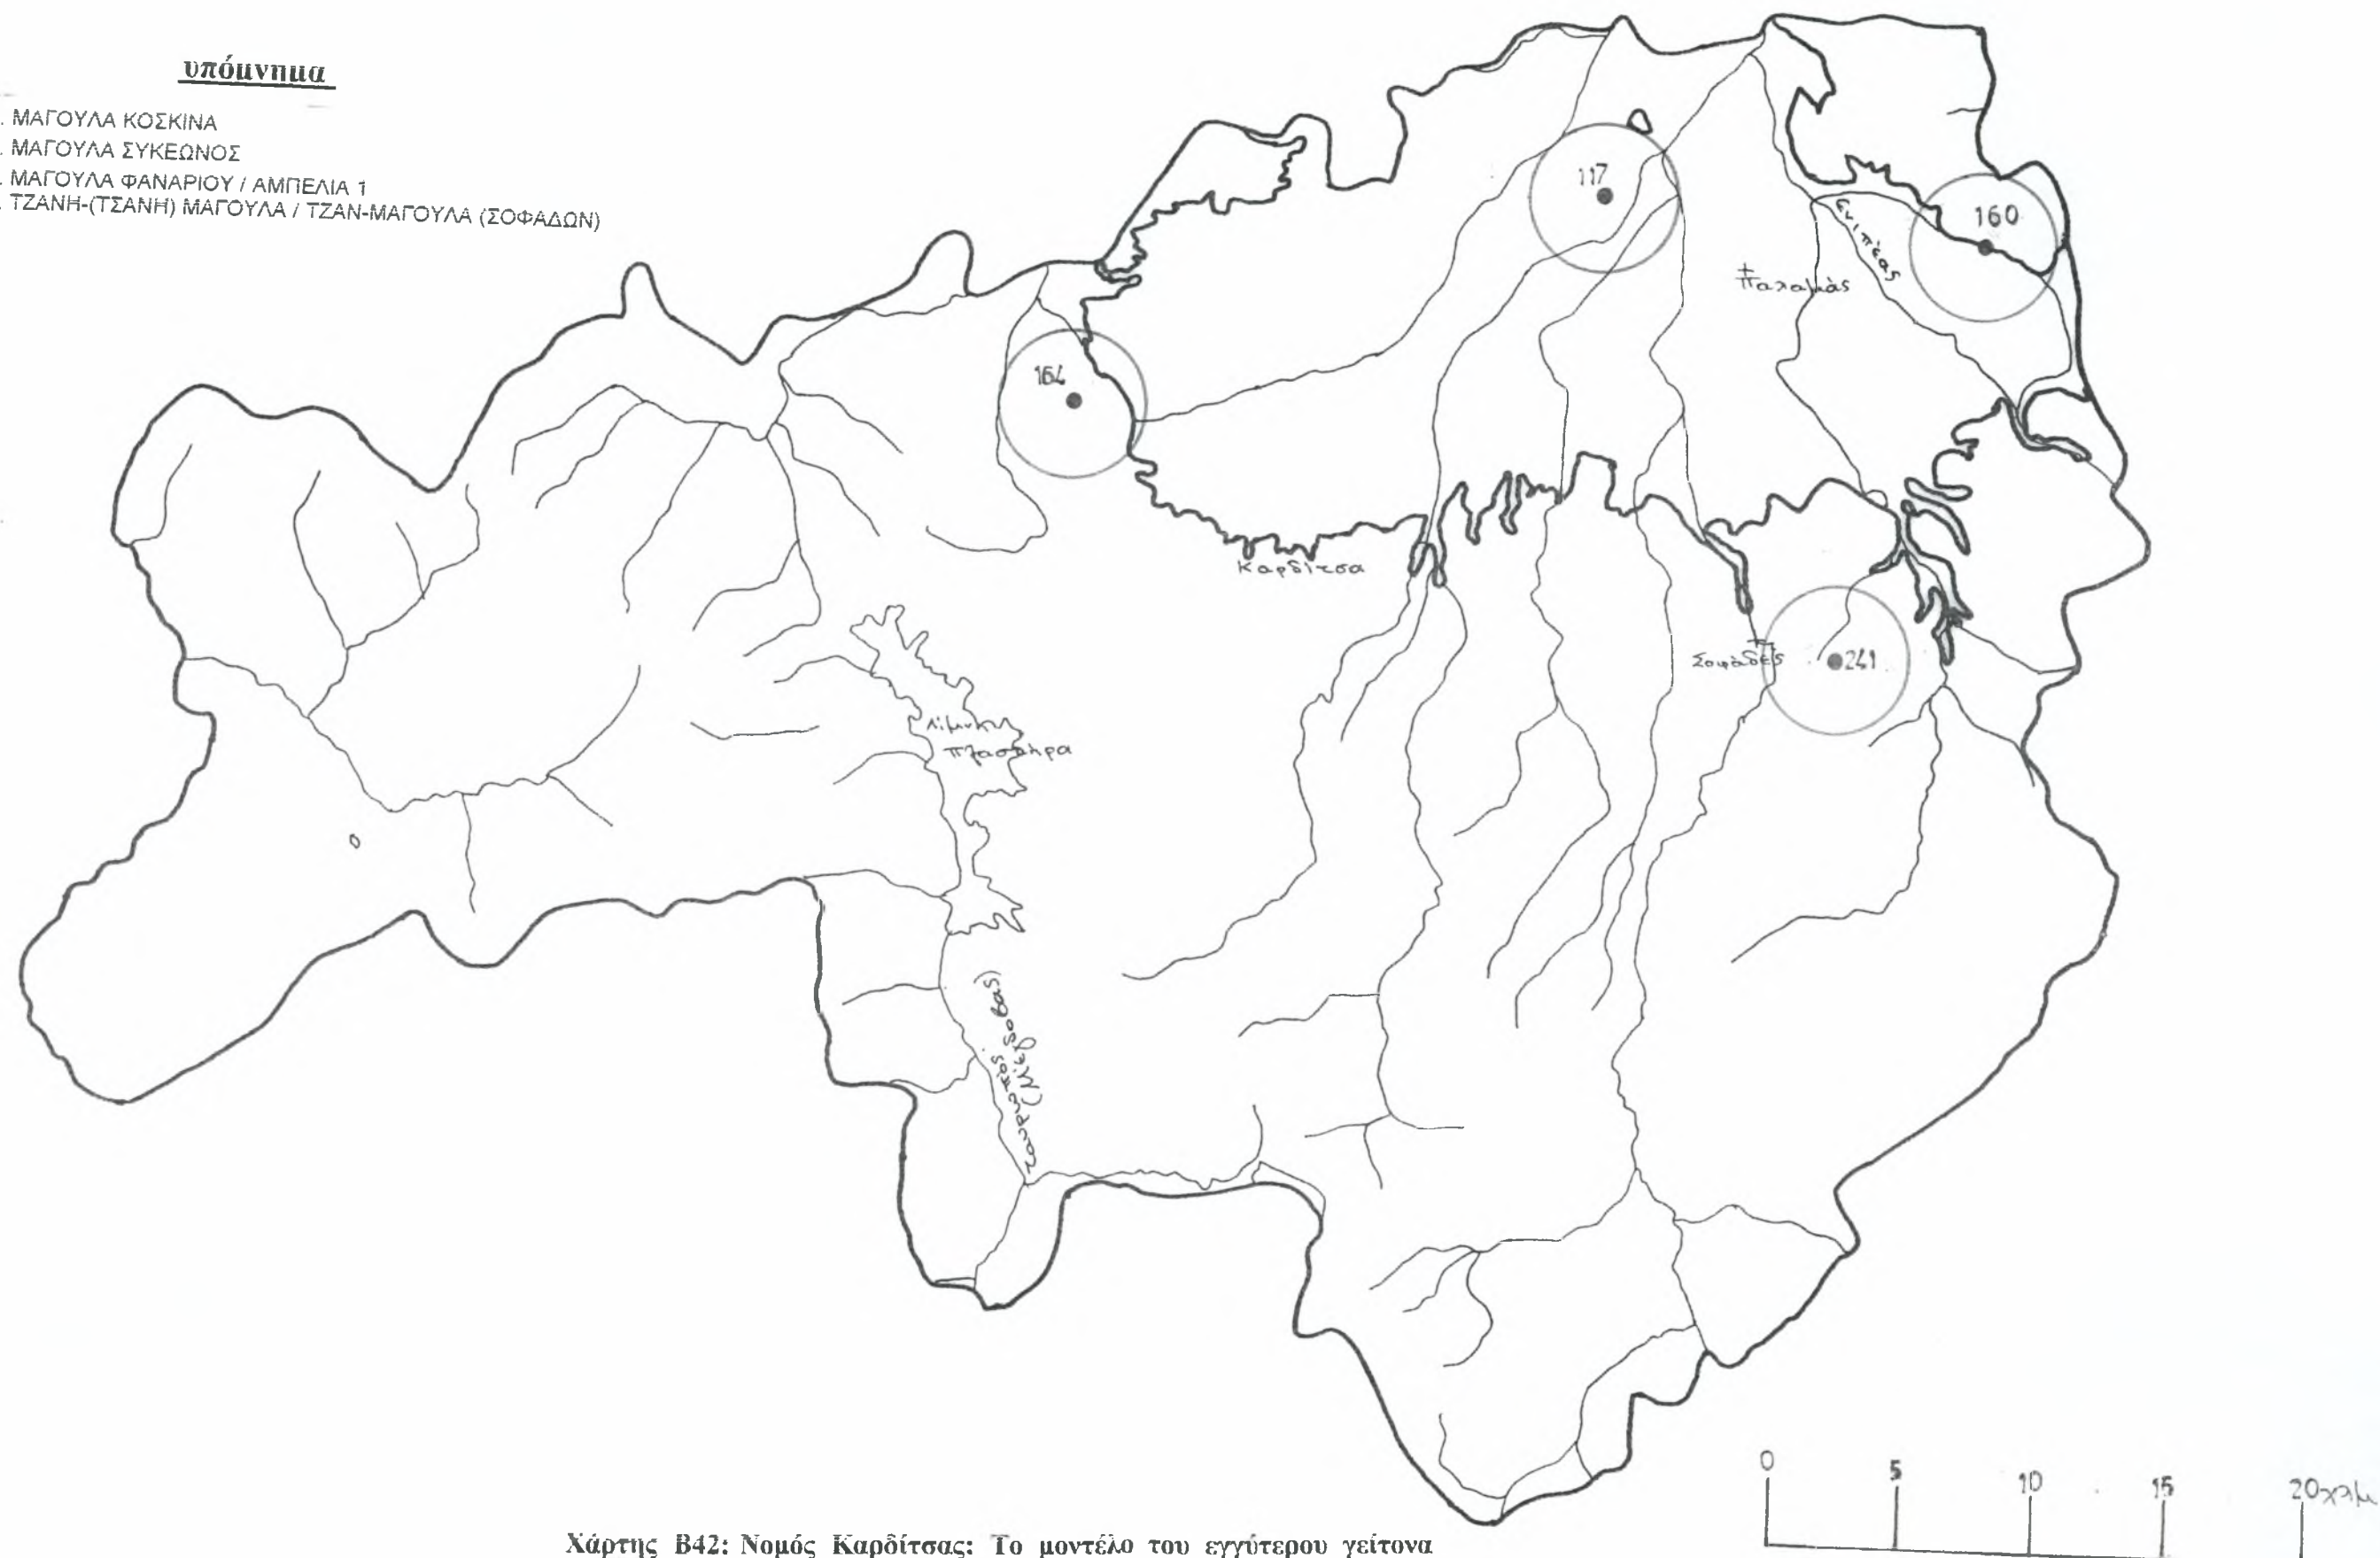 υπόμνημα
. ΜΑΓΟΥΛΑ ΚΟΣΚΙΝΑ
. ΜΑΓΟΥΛΑ ΣΥΚΕΩΝΟΣ
. ΜΑΓΟΥΛΑ ΦΑΝΑΡΙΟΥ / ΑΜΠΕΛΙΑ 1
. ΤΖΑΝΗ-(ΤΣΑΝΗ) ΜΑΓΟΥΛΑ / ΤΖΑΝ-ΜΑΓΟΥΛΑ (ΣΟΦΑΔΩΝ)
117
160
Ενιπέας
Παλαμάς
164
Καρδίτσα
Σοφάδες
241
Λίμνη
Πλαστήρα
(Μέγδοβας)
0 5 10 15 20χλμ
Χάρτης Β42: Νομός Καρδίτσας: Το μοντέλο του εγγύτερου γείτονα